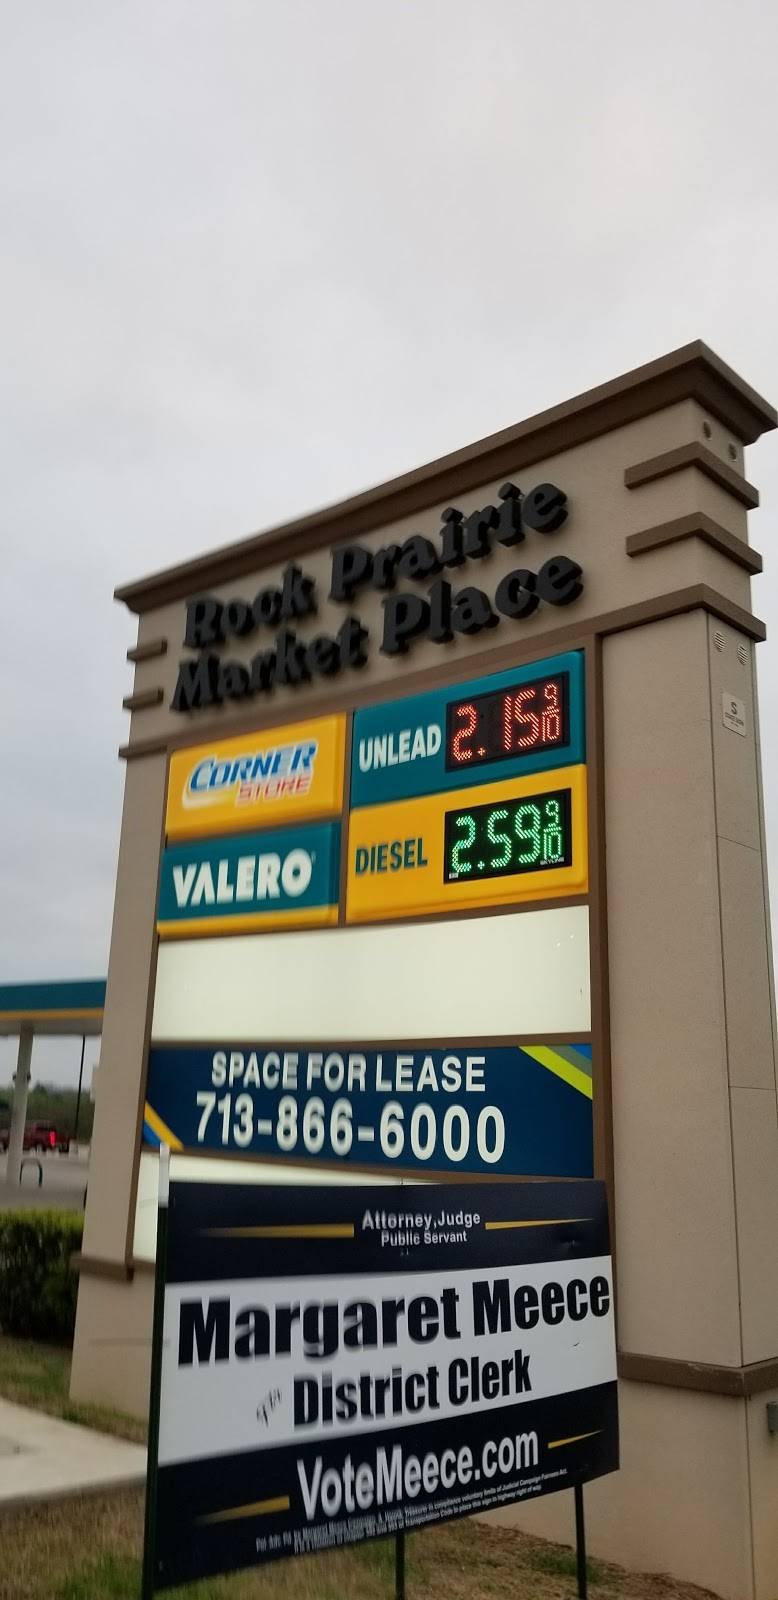 Rock Prairie
Market Place
CORNER
STORE
UNLEAD 2.15 9/10
VALERO
DIESEL 2.59 9/10
SPACE FOR LEASE
713-866-6000
Attorney, Judge
Public Servant
Margaret Meece
for District Clerk
VoteMeece.com